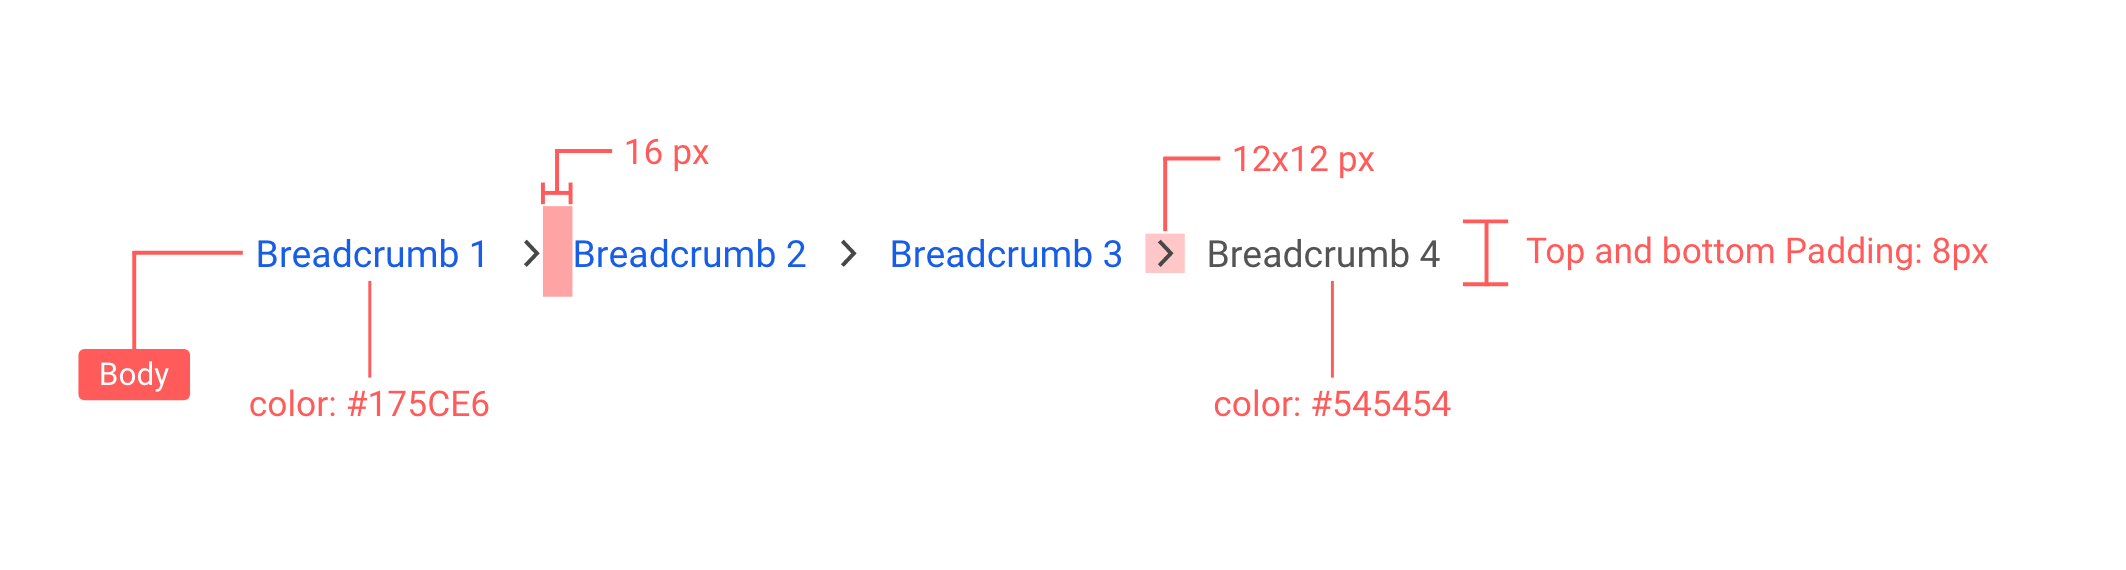 16 px
12x12 px
Breadcrumb 1 > Breadcrumb 2 > Breadcrumb 3 > Breadcrumb 4
Top and bottom Padding: 8px
Body
color: #175CE6
color: #545454